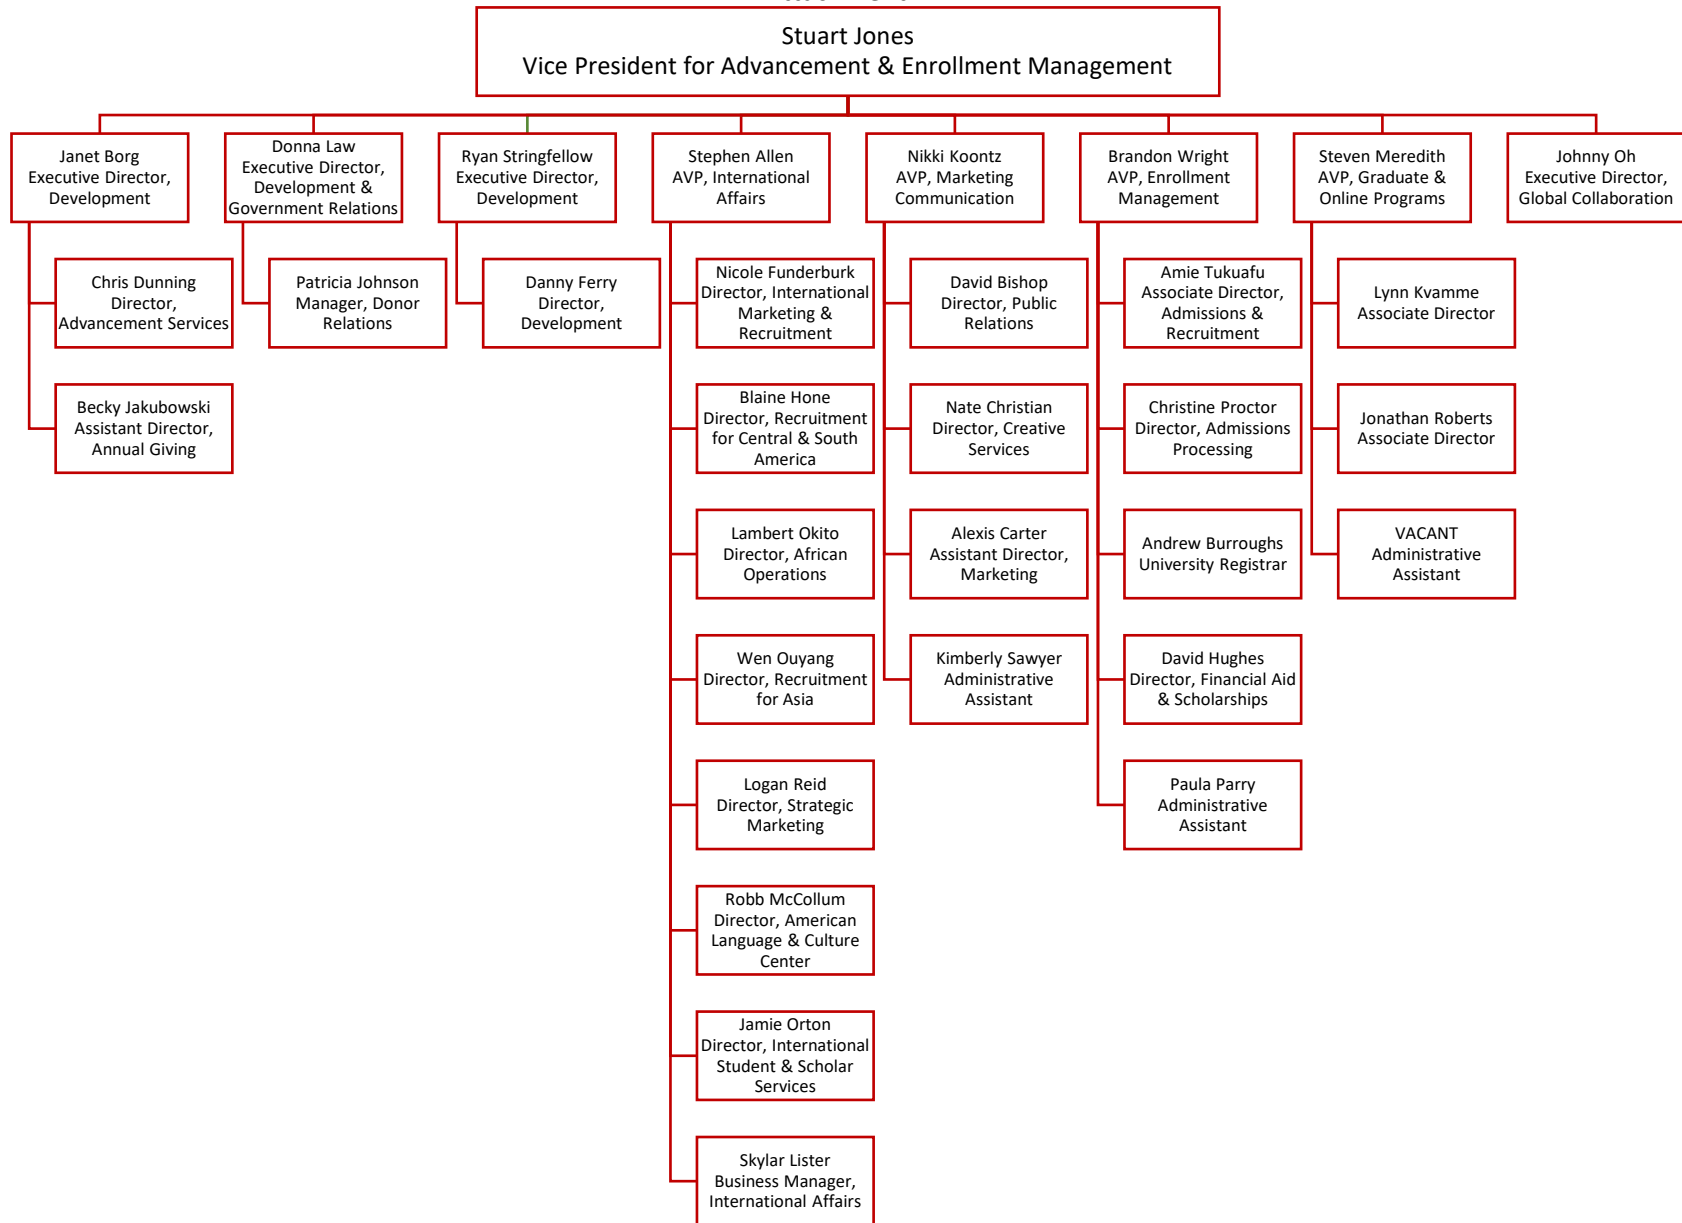 Stuart Jones
Vice President for Advancement & Enrollment Management
Janet Borg
Executive Director,
Development
Donna Law
Executive Director,
Development &
Government Relations
Ryan Stringfellow
Executive Director,
Development
Stephen Allen
AVP, International
Affairs
Nikki Koontz
AVP, Marketing
Communication
Brandon Wright
AVP, Enrollment
Management
Steven Meredith
AVP, Graduate &
Online Programs
Johnny Oh
Executive Director,
Global Collaboration
Chris Dunning
Director,
Advancement Services
Patricia Johnson
Manager, Donor
Relations
Danny Ferry
Director,
Development
Nicole Funderburk
Director, International
Marketing &
Recruitment
David Bishop
Director, Public
Relations
Amie Tukuafu
Associate Director,
Admissions &
Recruitment
Lynn Kvamme
Associate Director
Becky Jakubowski
Assistant Director,
Annual Giving
Blaine Hone
Director, Recruitment
for Central & South
America
Nate Christian
Director, Creative
Services
Christine Proctor
Director, Admissions
Processing
Jonathan Roberts
Associate Director
Lambert Okito
Director, African
Operations
Alexis Carter
Assistant Director,
Marketing
Andrew Burroughs
University Registrar
VACANT
Administrative
Assistant
Wen Ouyang
Director, Recruitment
for Asia
Kimberly Sawyer
Administrative
Assistant
David Hughes
Director, Financial Aid
& Scholarships
Logan Reid
Director, Strategic
Marketing
Paula Parry
Administrative
Assistant
Robb McCollum
Director, American
Language & Culture
Center
Jamie Orton
Director, International
Student & Scholar
Services
Skylar Lister
Business Manager,
International Affairs